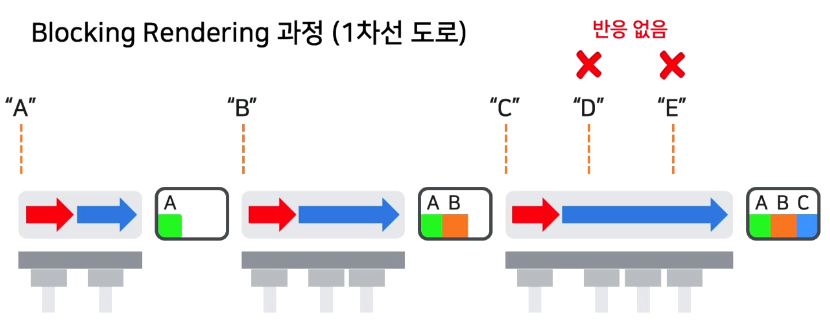 Blocking Rendering 과정 (1차선 도로)
반응 없음
“A”
“B”
“C”
“D”
“E”
A
A B
A B C